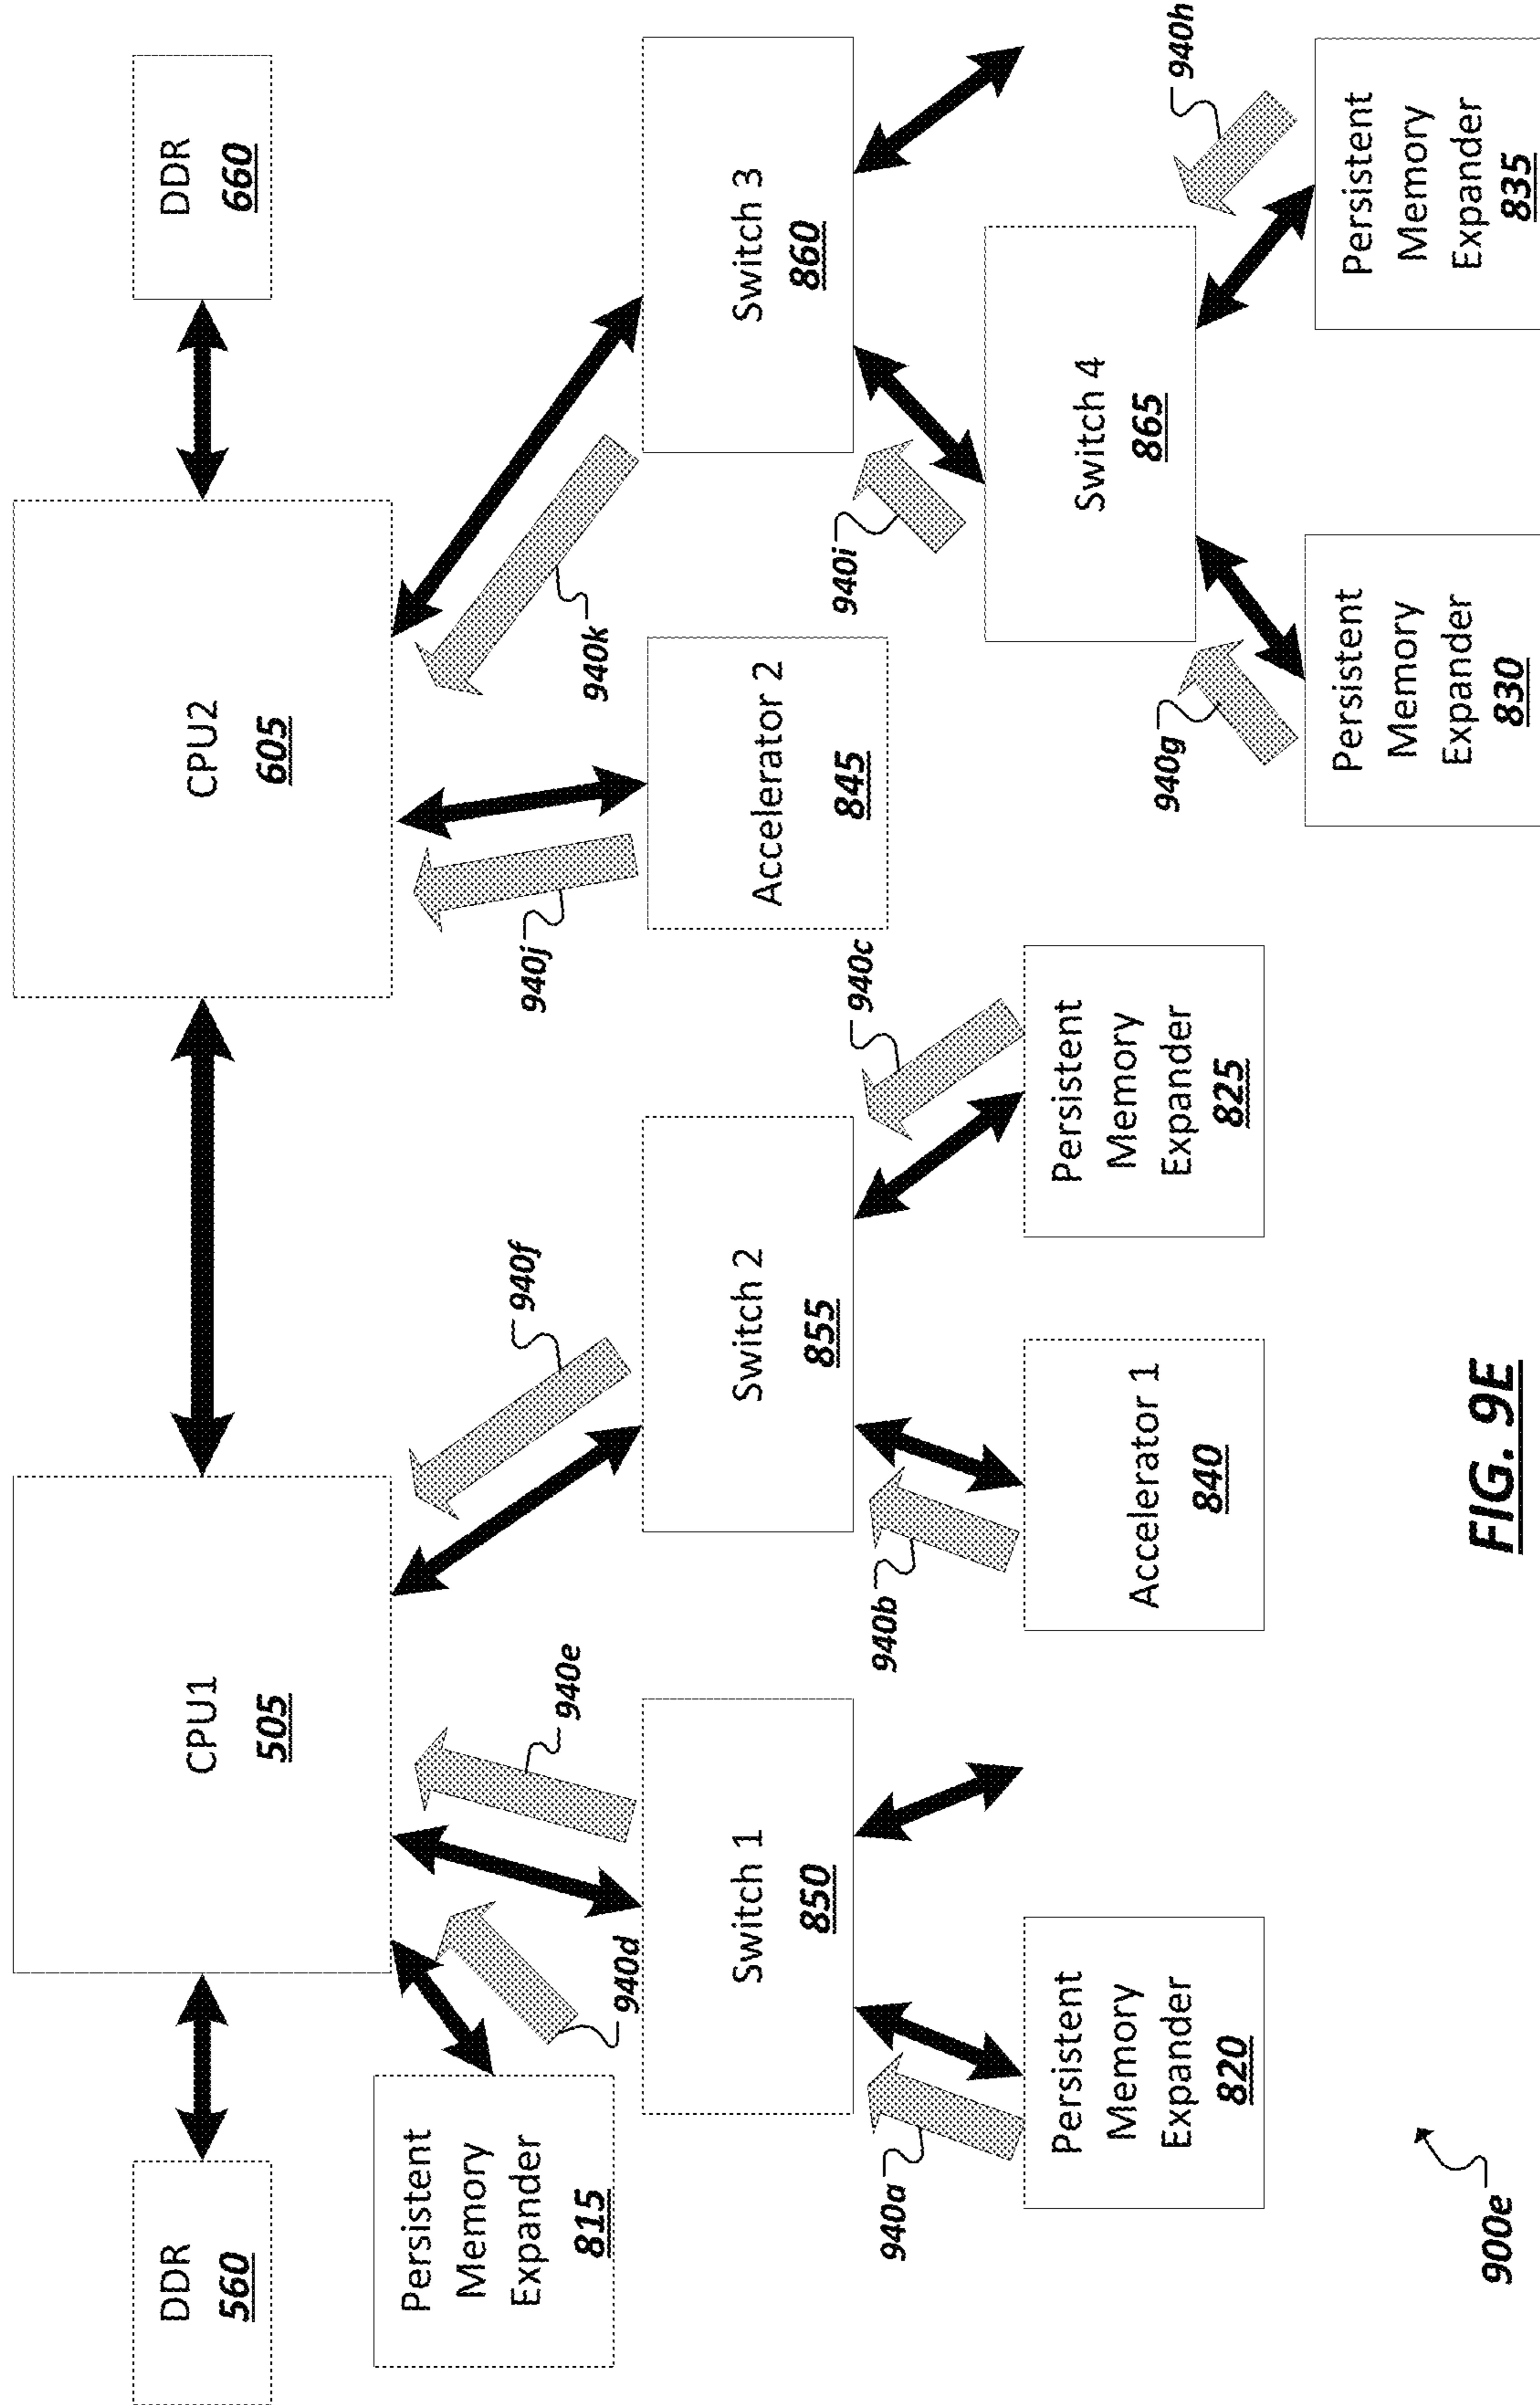 DDR
560
CPU1
505
CPU2
605
DDR
660
Persistent
Memory
Expander
815
940d
940e
940f
940j
940k
Switch 1
850
Switch 2
855
Accelerator 2
845
Switch 3
860
940a
940b
940c
940i
Persistent
Memory
Expander
820
Accelerator 1
840
Persistent
Memory
Expander
825
Switch 4
865
940g
940h
Persistent
Memory
Expander
830
Persistent
Memory
Expander
835
900e
FIG. 9E